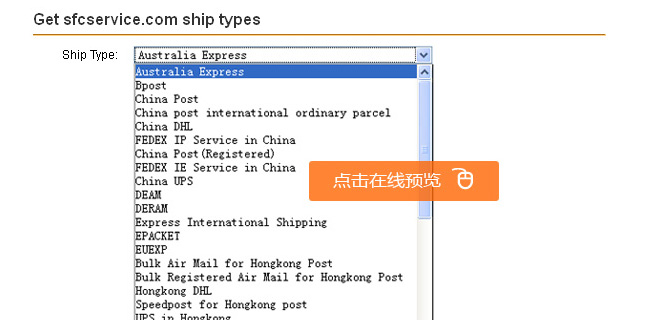 Get sfcservice.com ship types
Ship Type: Australia Express
Australia Express
Bpost
China Post
China post international ordinary parcel
China DHL
FEDEX IP Service in China
China Post(Registered)
FEDEX IE Service in China
China UPS
点击在线预览
DEAM
DERAM
Express International Shipping
EPACKET
EUEXP
Bulk Air Mail for Hongkong Post
Bulk Registered Air Mail for Hongkong Post
Hongkong DHL
Speedpost for Hongkong post
UPS in Hongkong